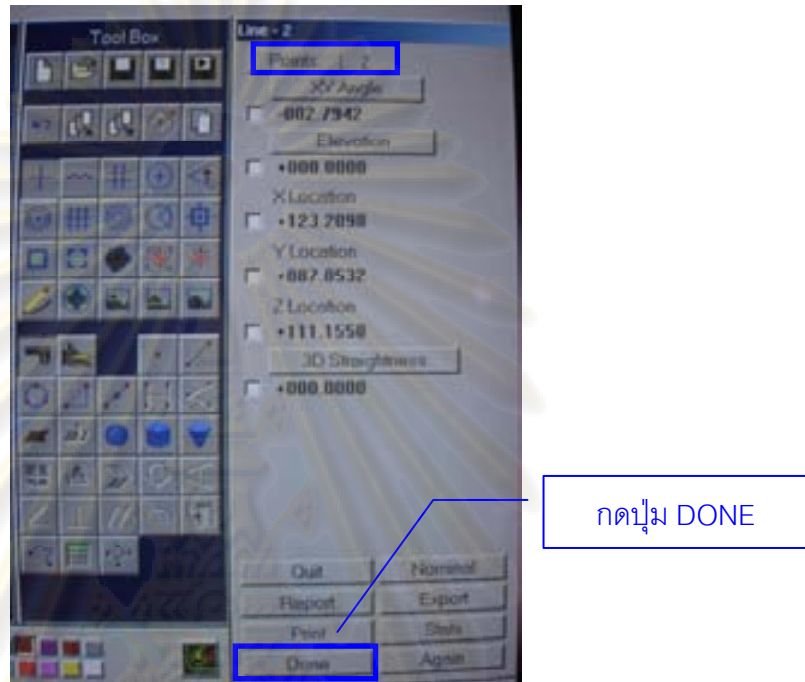 Tool Box
Line - 2
Points : 2
XY Angle
-002.7942
Elevation
+000.0000
X Location
+123.2098
Y Location
+087.0532
Z Location
+111.1550
3D Straightness
+000.0000
กดปุ่ม DONE
Quit
Nominal
Report
Export
Print
Stats
Done
Again